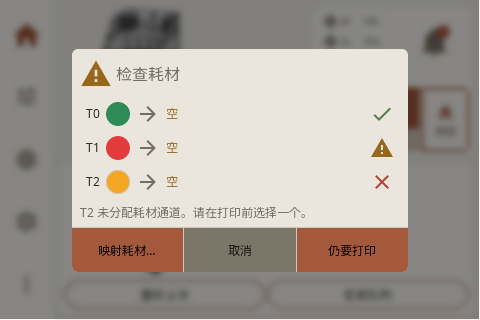 检查耗材
T0 → 空
T1 → 空
T2 → 空
T2 未分配耗材通道。请在打印前选择一个。
映射耗材... 取消 仍要打印